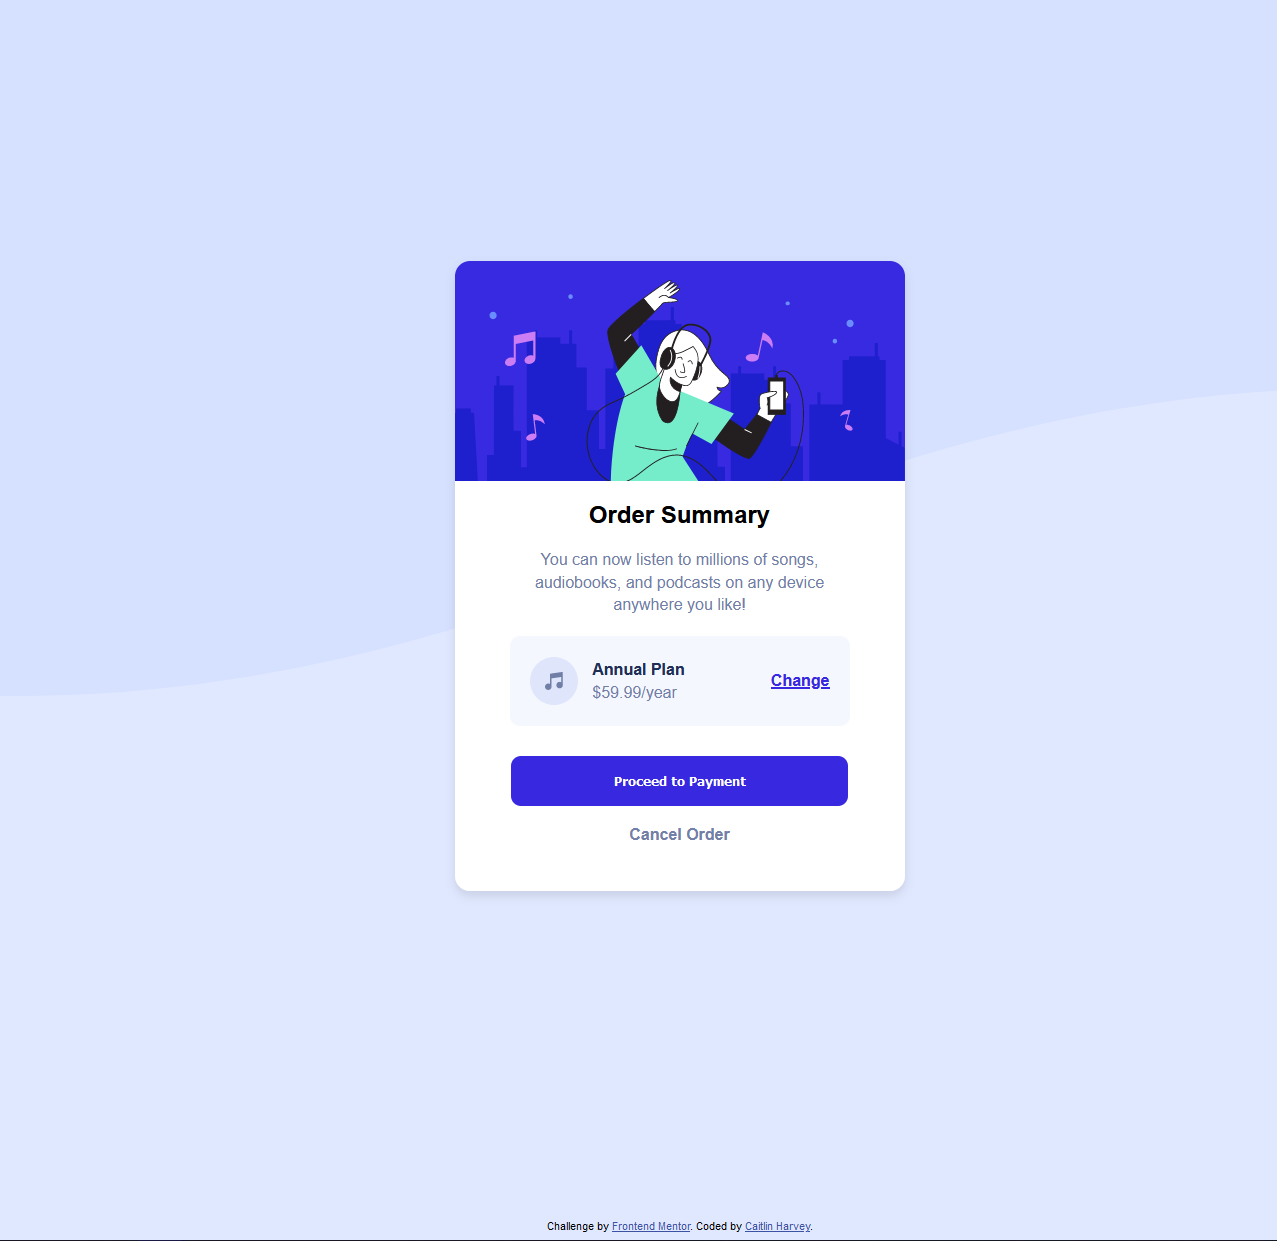 Order Summary
You can now listen to millions of songs,
audiobooks, and podcasts on any device
anywhere you like!
Annual Plan
$59.99/year
Change
Proceed to Payment
Cancel Order
Challenge by Frontend Mentor. Coded by Caitlin Harvey.